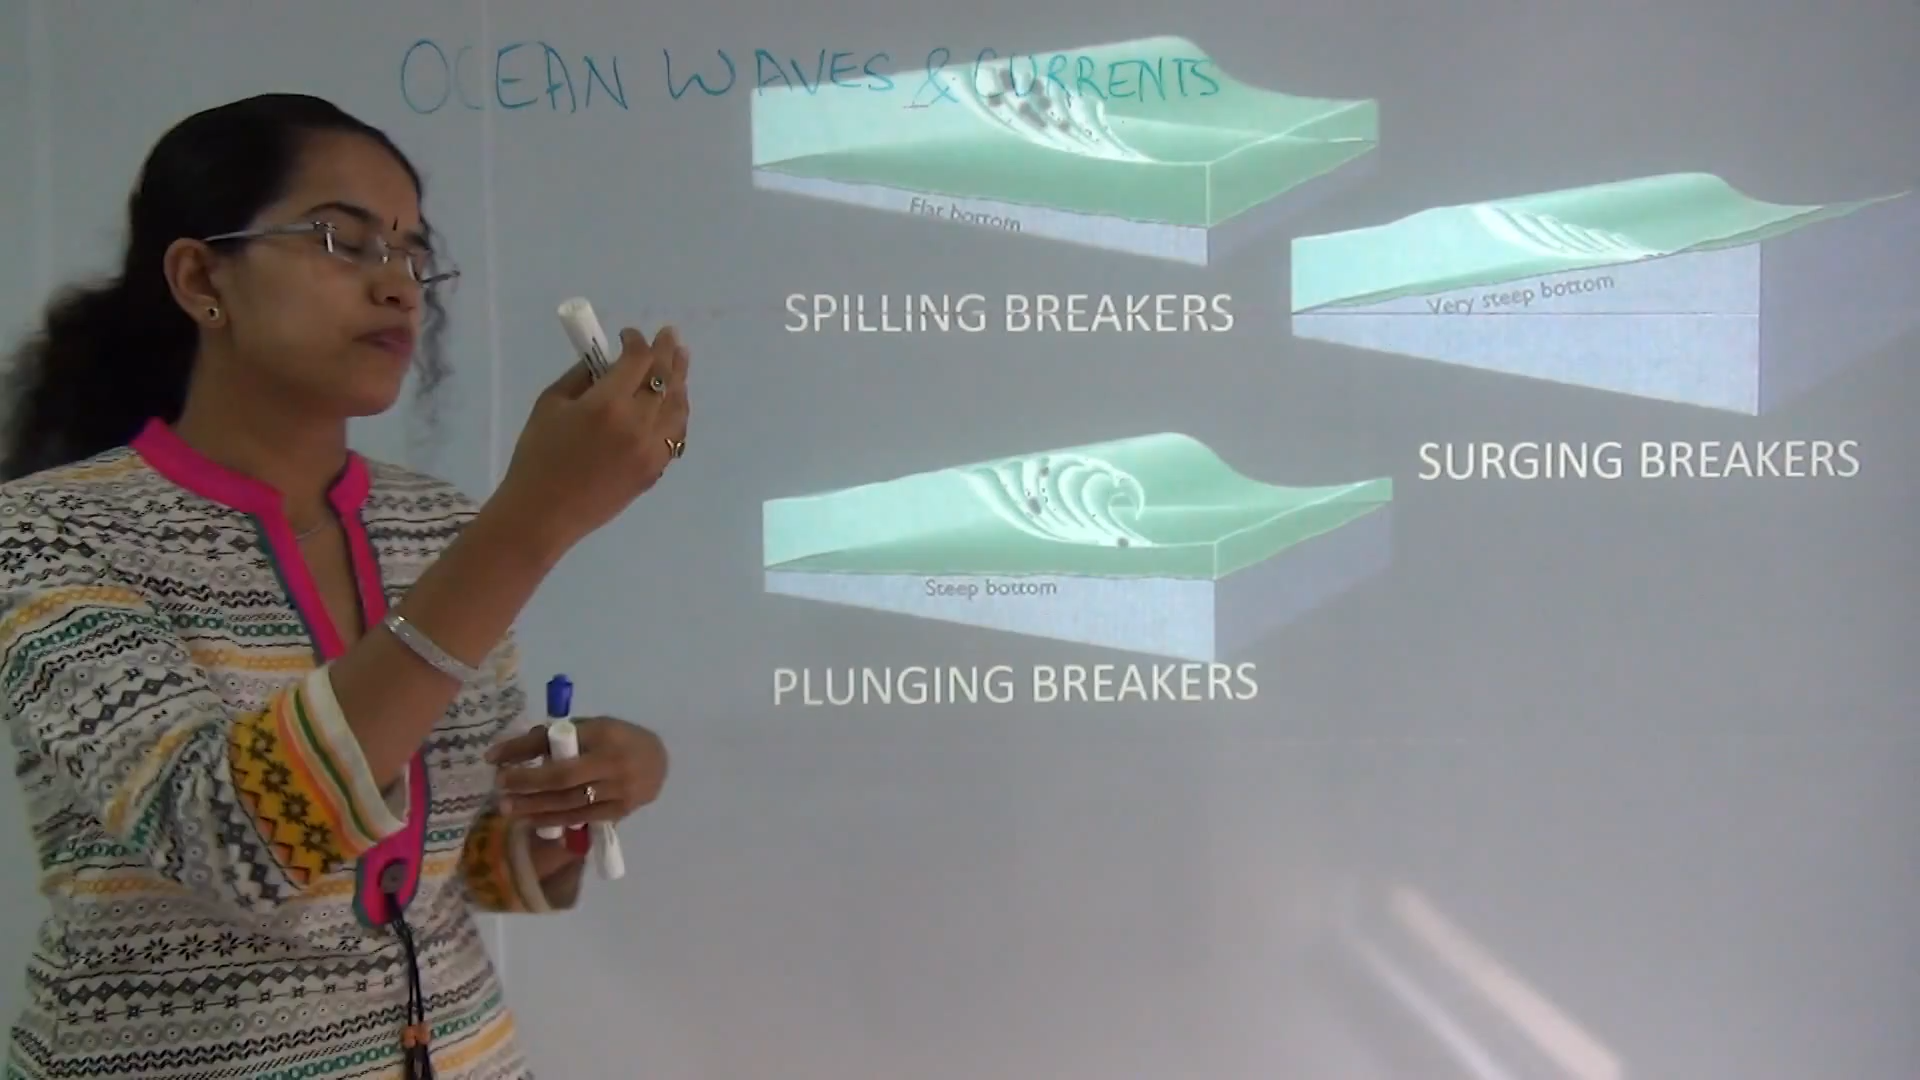 OCEAN WAVES & CURRENTS
Flat bottom
SPILLING BREAKERS
Very steep bottom
SURGING BREAKERS
Steep bottom
PLUNGING BREAKERS